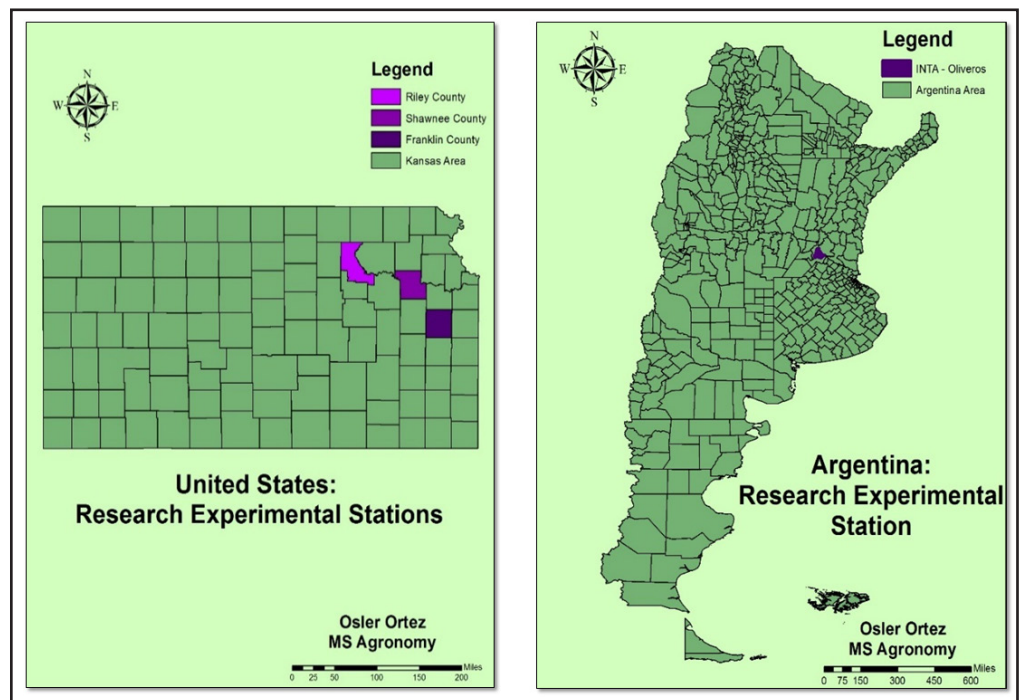 N
W E
S
Legend
Riley County
Shawnee County
Franklin County
Kansas Area
United States:
Research Experimental Stations
Osler Ortez
MS Agronomy
Miles
0 25 50 100 150 200
N
W E
S
Legend
INTA - Oliveros
Argentina Area
Argentina:
Research Experimental
Station
Osler Ortez
MS Agronomy
Miles
0 75 150 300 450 600